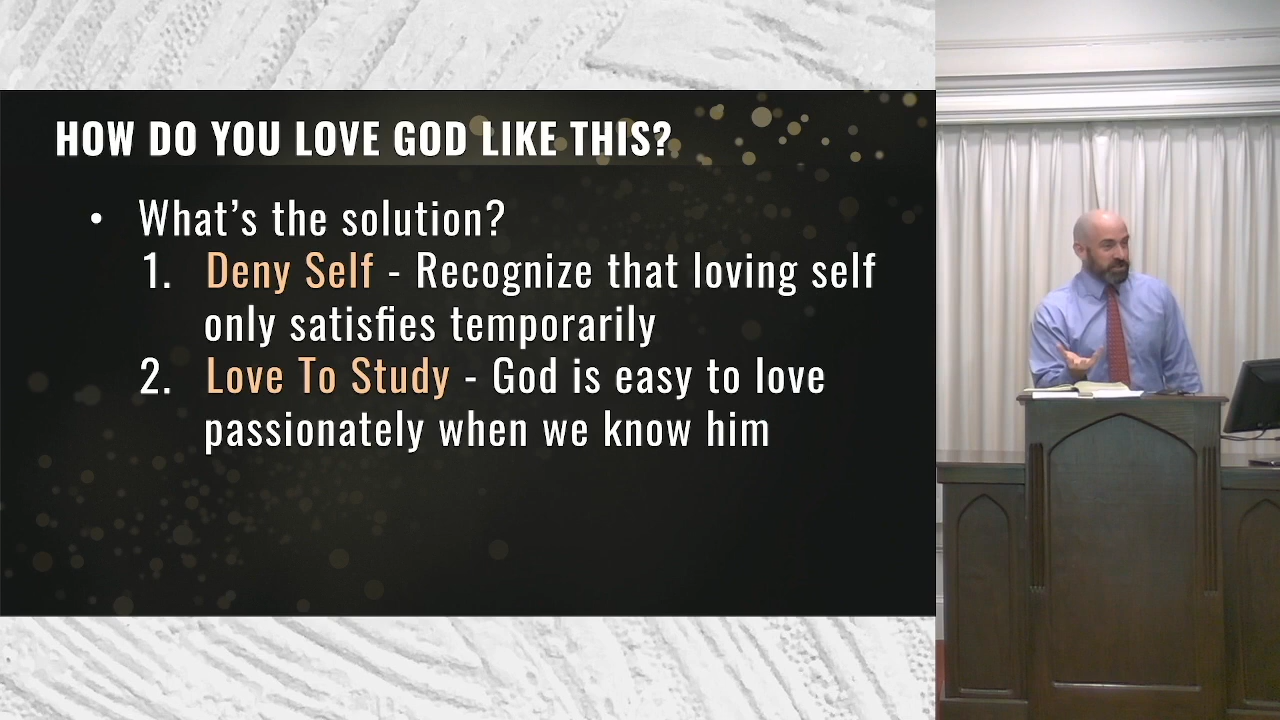 HOW DO YOU LOVE GOD LIKE THIS?
• What’s the solution?
1. Deny Self - Recognize that loving self
only satisfies temporarily
2. Love To Study - God is easy to love
passionately when we know him